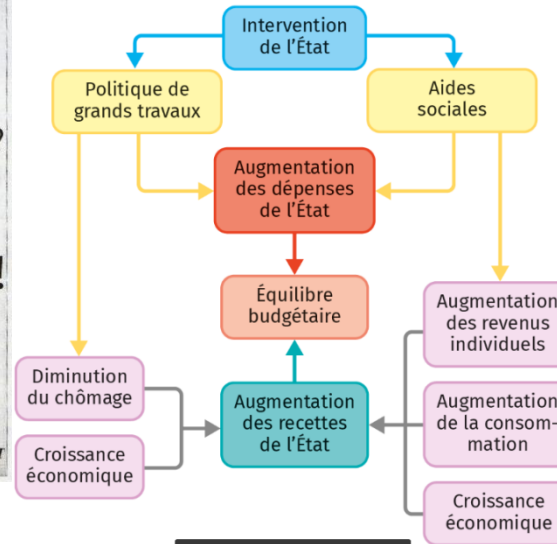 Intervention
de l'État
Politique de
grands travaux
Aides
sociales
Augmentation
des dépenses
de l'État
Équilibre
budgétaire
Augmentation
des revenus
individuels
Diminution
du chômage
Augmentation
des recettes
de l'État
Augmentation
de la consom-
mation
Croissance
économique
Croissance
économique